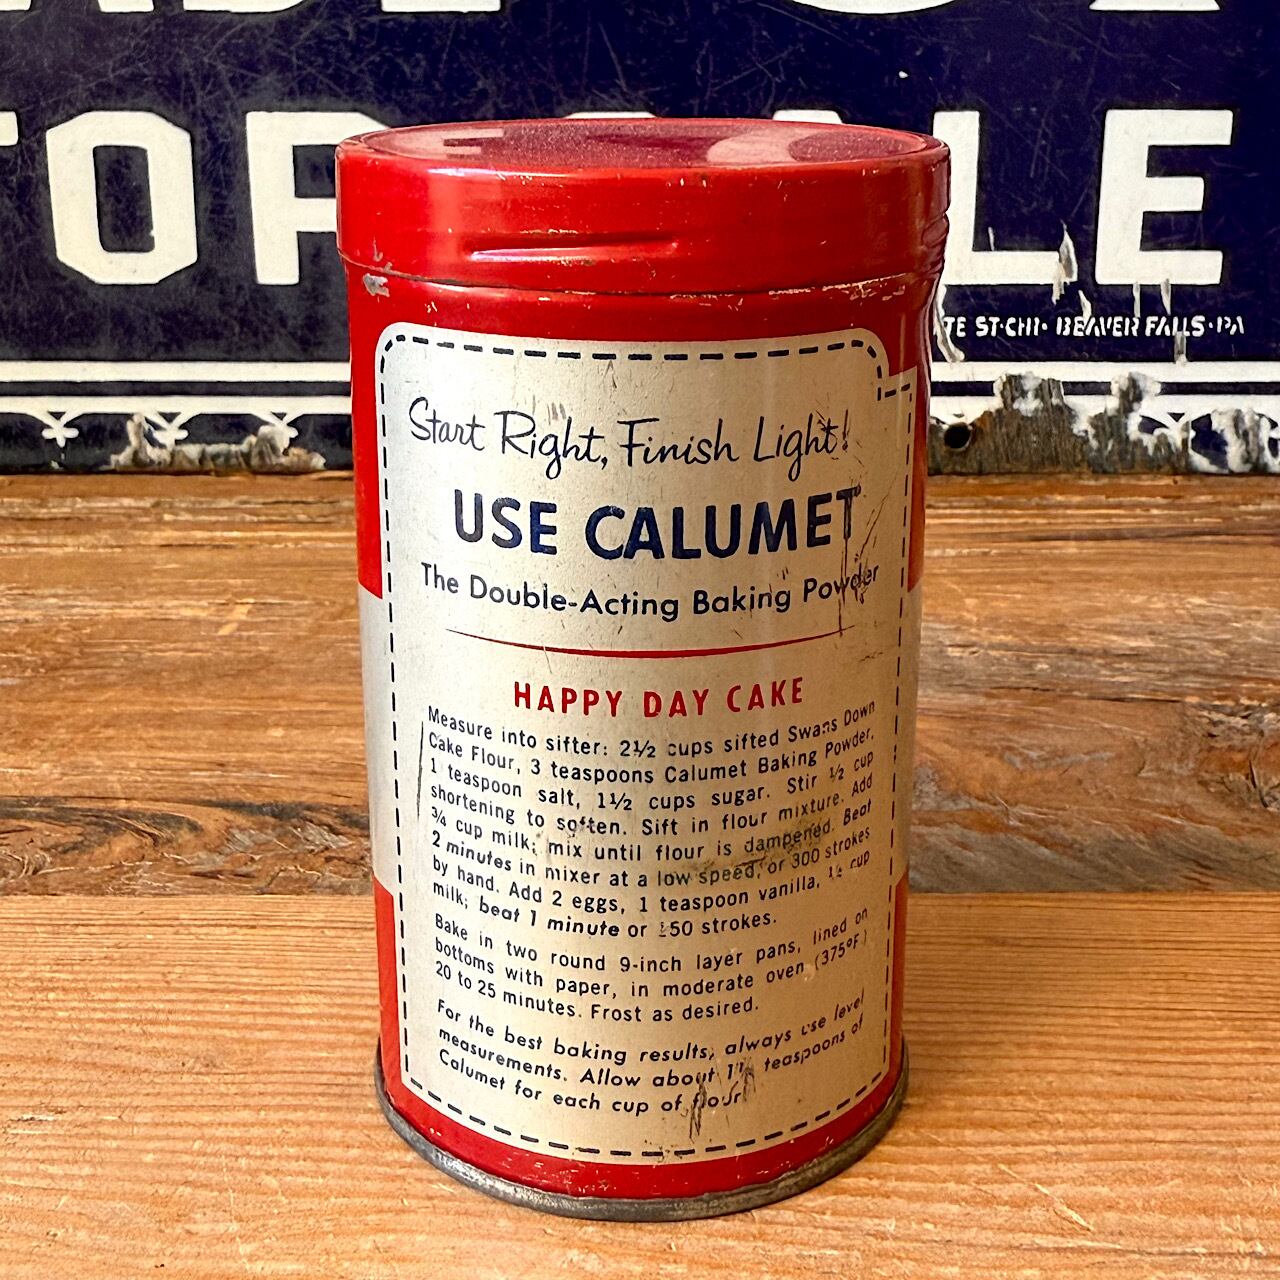 FOR SALE
TE ST·CHI· BEAVER FALLS·PA
Start Right, Finish Light!
USE CALUMET
The Double-Acting Baking Powder
HAPPY DAY CAKE
Measure into sifter: 2½ cups sifted Swans Down
Cake Flour, 3 teaspoons Calumet Baking Powder,
1 teaspoon salt, 1½ cups sugar. Stir ½ cup
shortening to soften. Sift in flour mixture. Add
¾ cup milk; mix until flour is dampened. Beat
2 minutes in mixer at a low speed, or 300 strokes
by hand. Add 2 eggs, 1 teaspoon vanilla, cup
milk; beat 1 minute or 150 strokes.
Bake in two round 9-inch layer pans, lined on
bottoms with paper, in moderate oven (375°F.)
20 to 25 minutes. Frost as desired.
For the best baking results, always use level
measurements. Allow about teaspoons of
Calumet for each cup of flour.